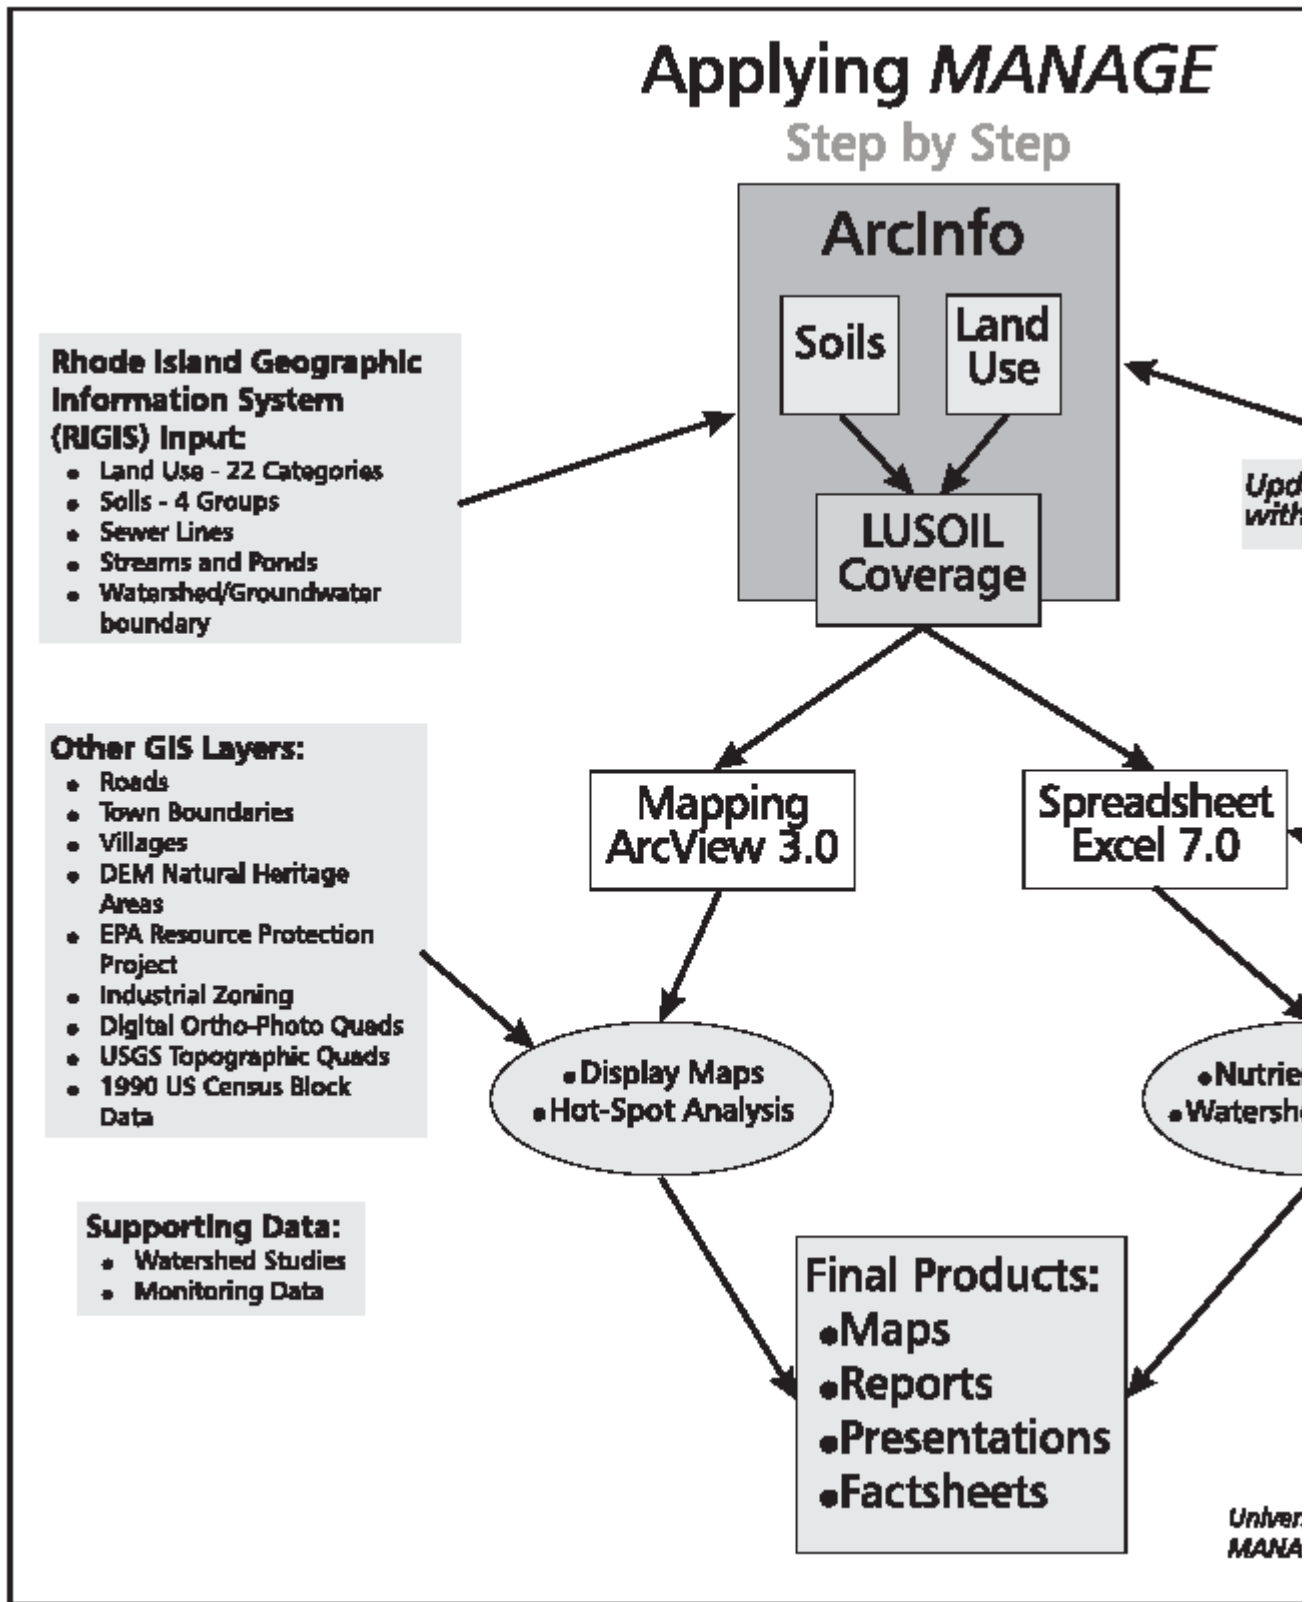 Applying MANAGE
Step by Step
ArcInfo
Soils
Land
Use
LUSOIL
Coverage
Rhode Island Geographic
Information System
(RIGIS) Input:
• Land Use - 22 Categories
• Soils - 4 Groups
• Sewer Lines
• Streams and Ponds
• Watershed/Groundwater
boundary
with
Other GIS Layers:
• Roads
• Town Boundaries
• Villages
• DEM Natural Heritage
Areas
• EPA Resource Protection
Project
• Industrial Zoning
• Digital Ortho-Photo Quads
• USGS Topographic Quads
• 1990 US Census Block
Data
Mapping
ArcView 3.0
Spreadsheet
Excel 7.0
•Display Maps
•Hot-Spot Analysis
Supporting Data:
• Watershed Studies
• Monitoring Data
Final Products:
•Maps
•Reports
•Presentations
•Factsheets